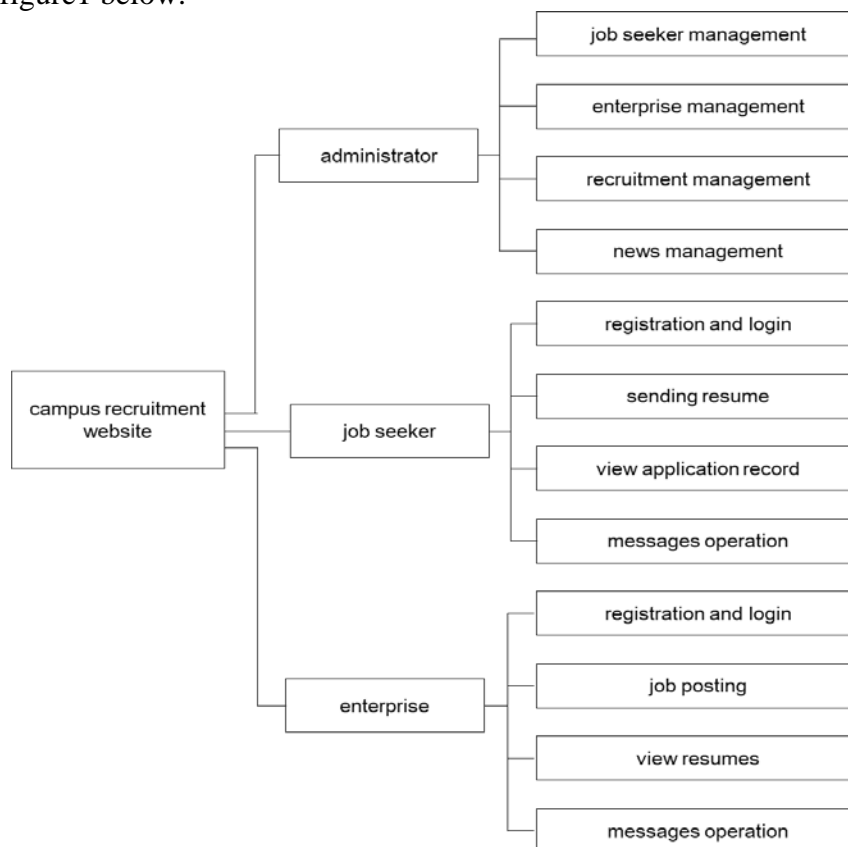 figure1 below:
job seeker management
enterprise management
administrator
recruitment management
news management
registration and login
sending resume
campus recruitment
website
job seeker
view application record
messages operation
registration and login
job posting
enterprise
view resumes
messages operation